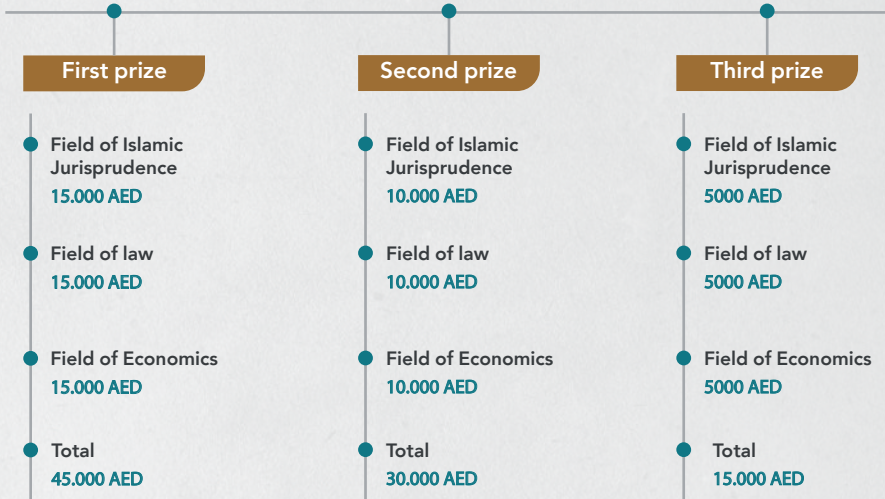 First prize
Field of Islamic
Jurisprudence
15.000 AED
Field of law
15.000 AED
Field of Economics
15.000 AED
Total
45.000 AED
Second prize
Field of Islamic
Jurisprudence
10.000 AED
Field of law
10.000 AED
Field of Economics
10.000 AED
Total
30.000 AED
Third prize
Field of Islamic
Jurisprudence
5000 AED
Field of law
5000 AED
Field of Economics
5000 AED
Total
15.000 AED